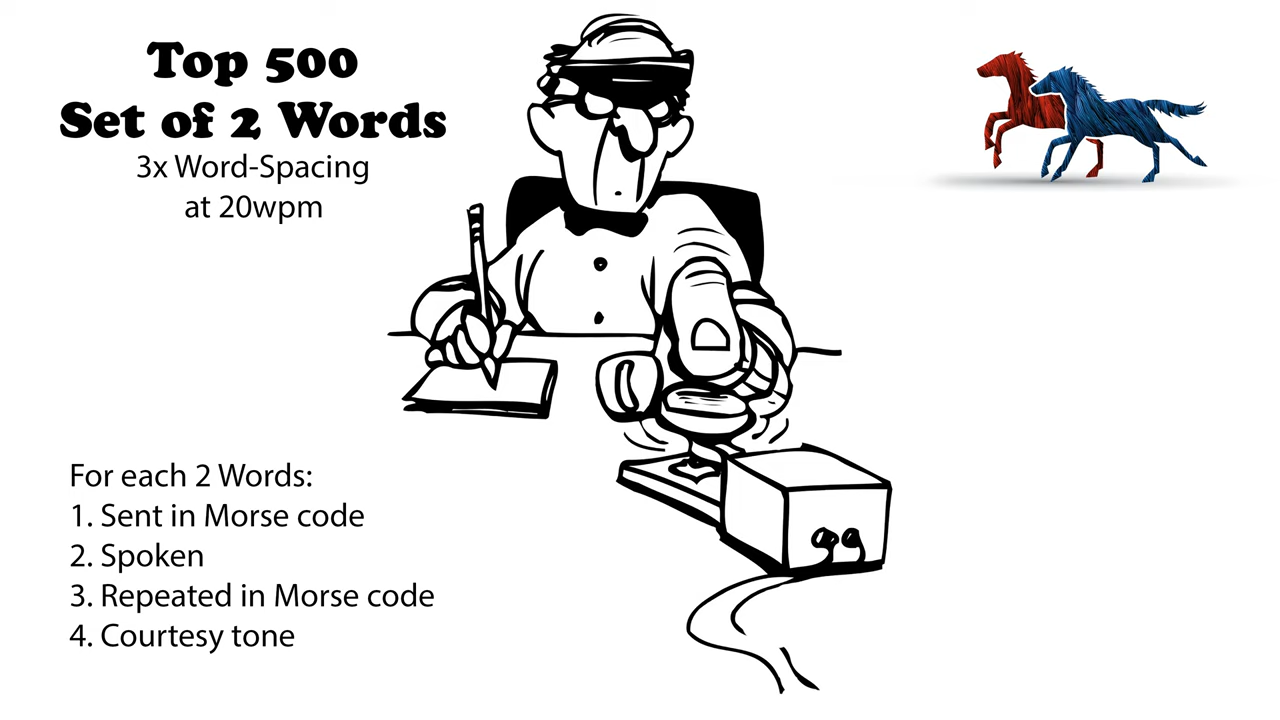 Top 500
Set of 2 Words
3x Word-Spacing
at 20wpm
For each 2 Words:
1. Sent in Morse code
2. Spoken
3. Repeated in Morse code
4. Courtesy tone